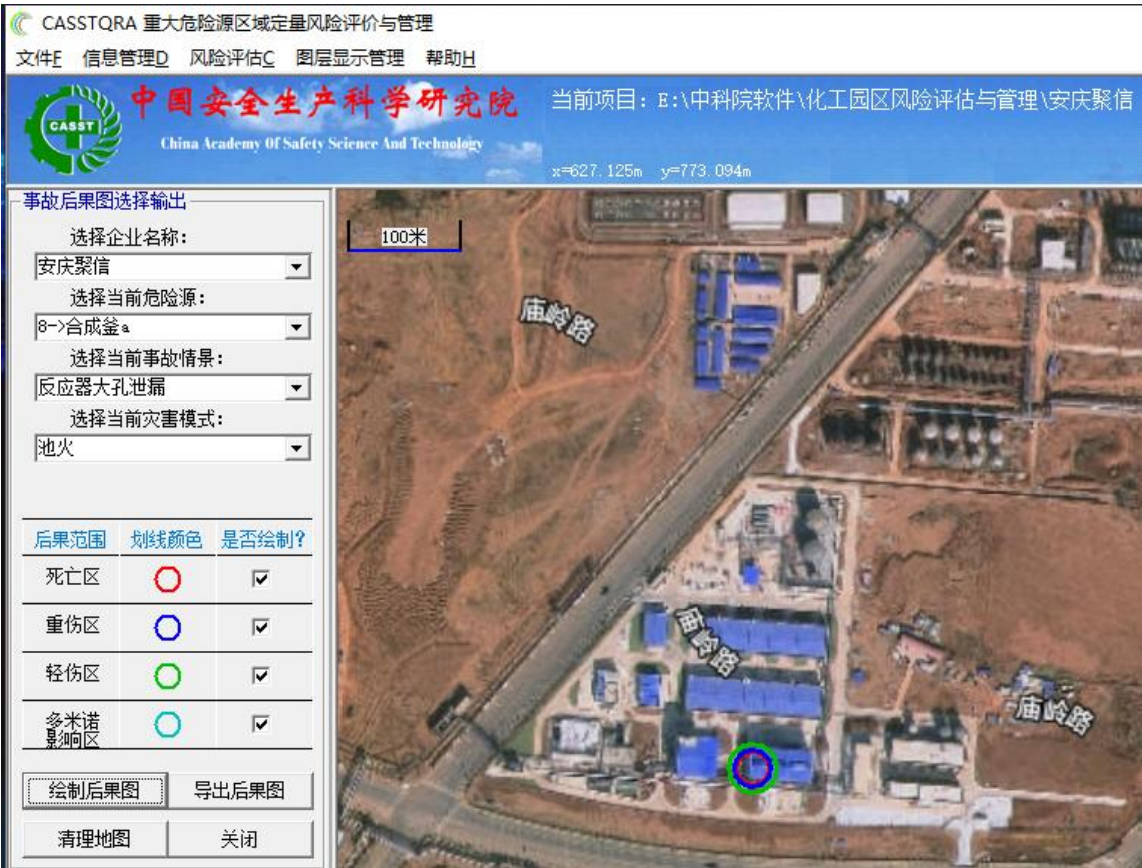 CASSTQRA 重大危险源区域定量风险评价与管理
文件F 信息管理D 风险评估C 图层显示管理 帮助H
CASST
中国安全生产科学研究院
China Academy Of Safety Science And Technology
当前项目：E:\中科院软件\化工园区风险评估与管理\安庆聚信
x=627.125m y=773.094m
事故后果图选择输出
选择企业名称：
安庆聚信
选择当前危险源：
8->合成釜a
选择当前事故情景：
反应器大孔泄漏
选择当前灾害模式：
池火
后果范围 划线颜色 是否绘制?
死亡区
重伤区
轻伤区
多米诺
影响区
绘制后果图 导出后果图
清理地图 关闭
100米
庙岭路
庙岭路
庙岭路